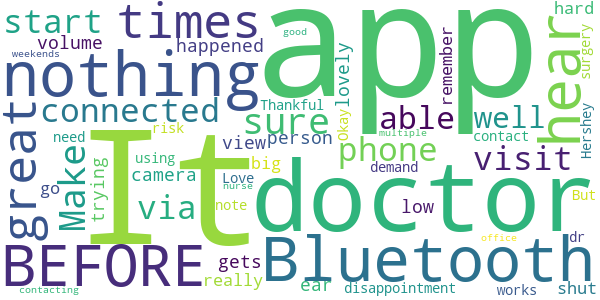 start
times
app
hard
volume
happened
good
weekends
nothing
Thankful
lovely
remember
hear
surgery
connected
sure
able
well
Hershey
great
Make
trying
It
need
risk
view
person
Okay
multiple
phone
contact
visit
using
camera
big
demand
go
via
Love
nurse
note
doctor
low
But
BEFORE
gets
really
Bluetooth
office
dr
ear
disappointment
works
shut
contacting